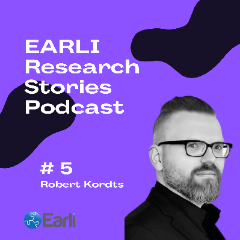 EARLI
Research
Stories
Podcast
# 5
Robert Kordts
Earli